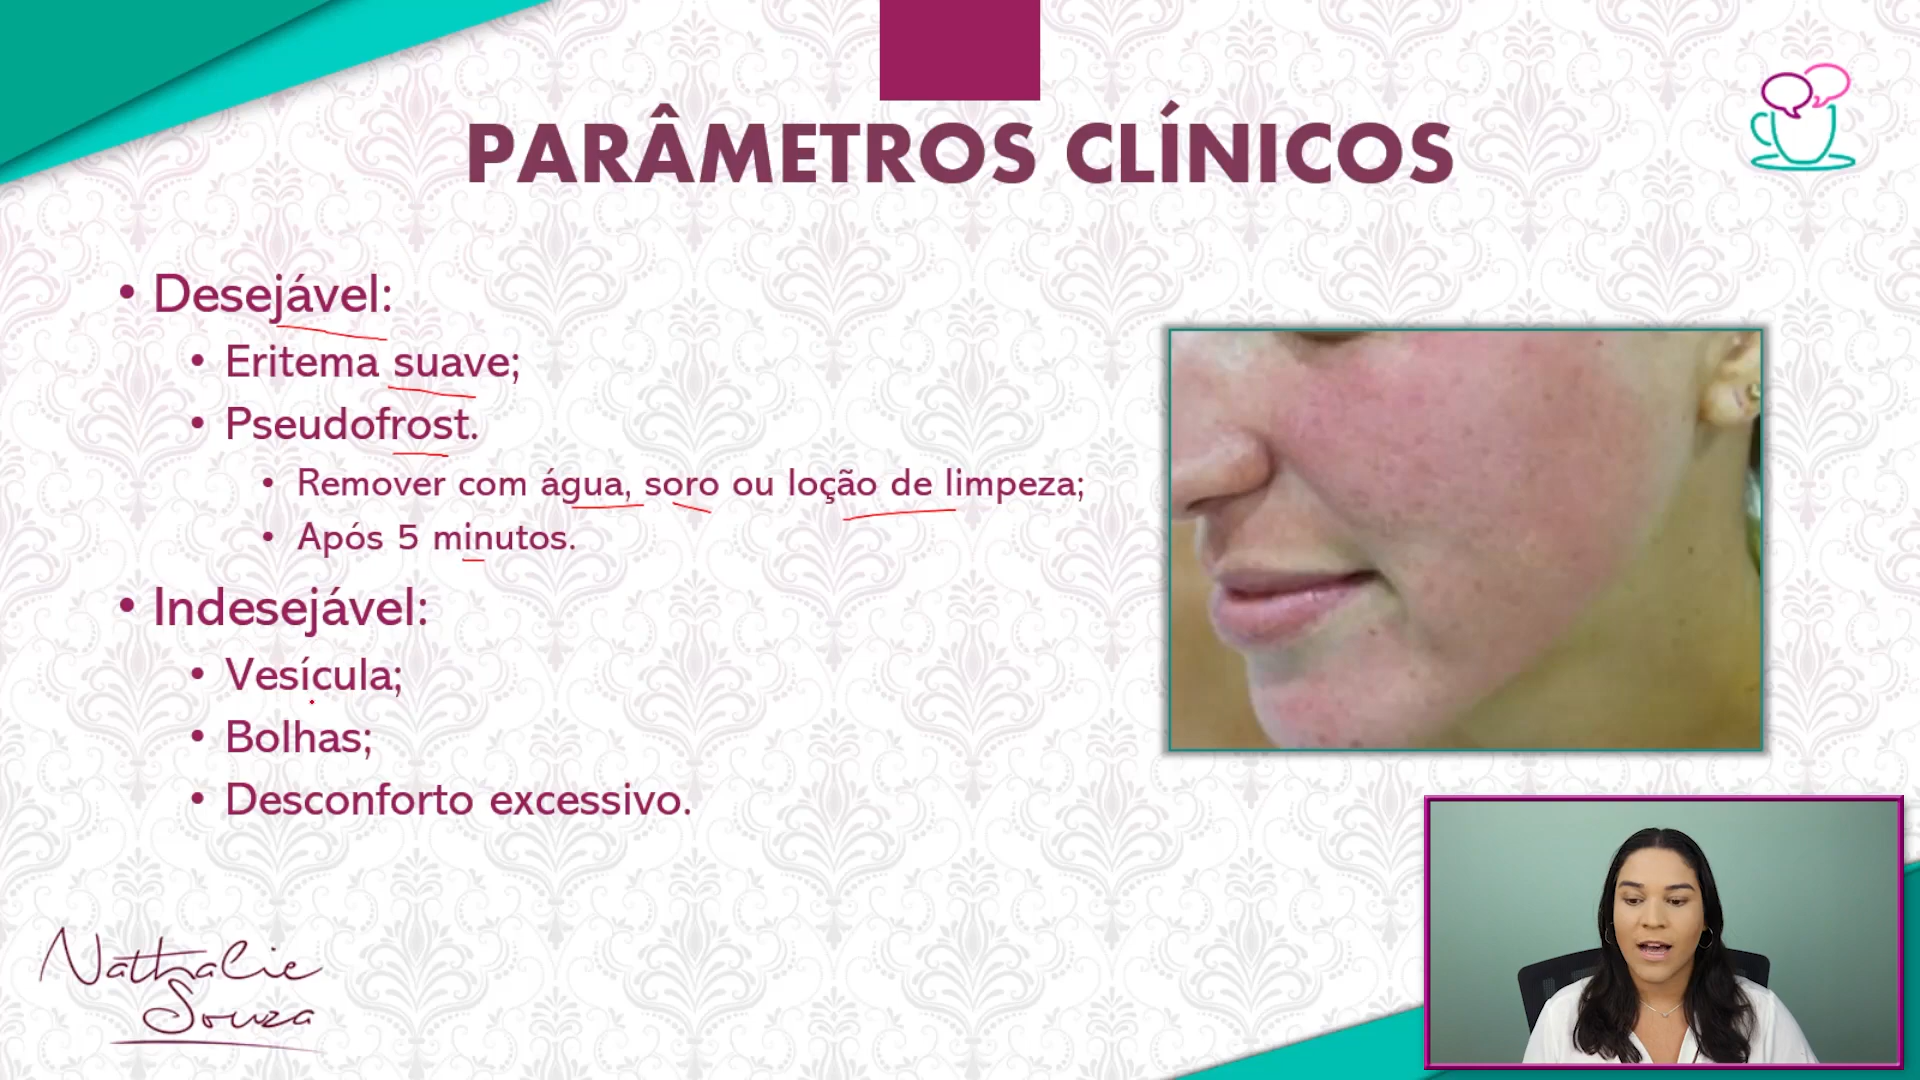 PARÂMETROS CLÍNICOS
• Desejável:
• Eritema suave;
• Pseudofrost.
• Remover com água, soro ou loção de limpeza;
• Após 5 minutos.
• Indesejável:
• Vesícula;
• Bolhas;
• Desconforto excessivo.
Nathalie
Souza